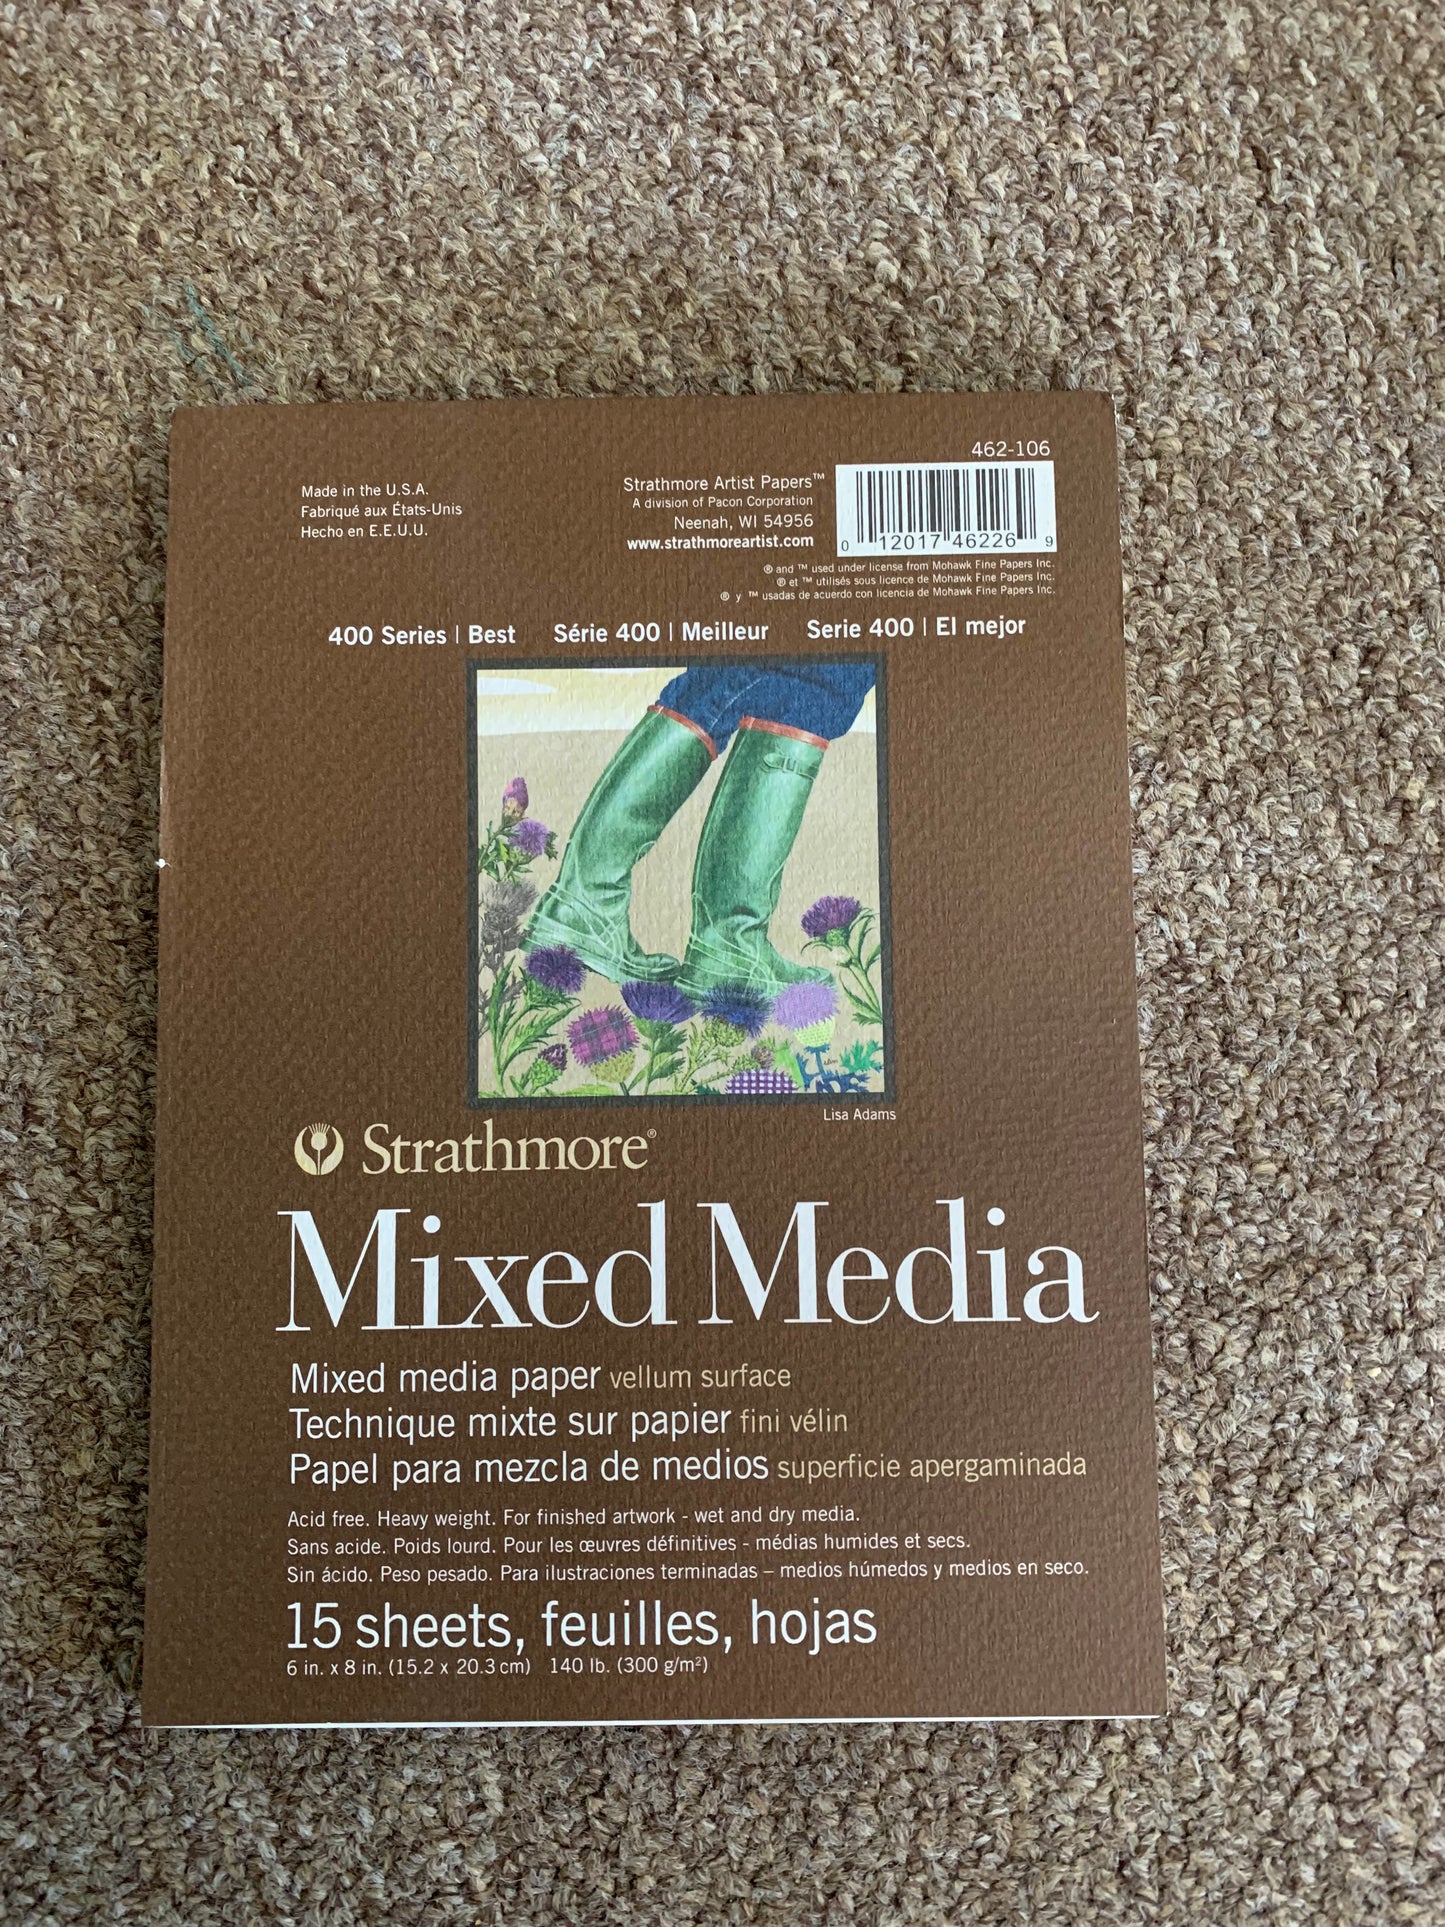 462-106
Made in the U.S.A.
Fabriqué aux États-Unis
Hecho en E.E.U.U.
Strathmore Artist Papers™
A division of Pacon Corporation
Neenah, WI 54956
www.strathmoreartist.com
0 12017 46226 9
® and ™ used under license from Mohawk Fine Papers Inc.
® et ™ utilisés sous licence de Mohawk Fine Papers Inc.
® y ™ usadas de acuerdo con licencia de Mohawk Fine Papers Inc.
400 Series | Best Série 400 | Meilleur Serie 400 | El mejor
Lisa Adams
Strathmore®
Mixed Media
Mixed media paper vellum surface
Technique mixte sur papier fini vélin
Papel para mezcla de medios superficie apergaminada
Acid free. Heavy weight. For finished artwork - wet and dry media.
Sans acide. Poids lourd. Pour les œuvres définitives - médias humides et secs.
Sin ácido. Peso pesado. Para ilustraciones terminadas – medios húmedos y medios en seco.
15 sheets, feuilles, hojas
6 in. x 8 in. (15.2 x 20.3 cm) 140 lb. (300 g/m²)